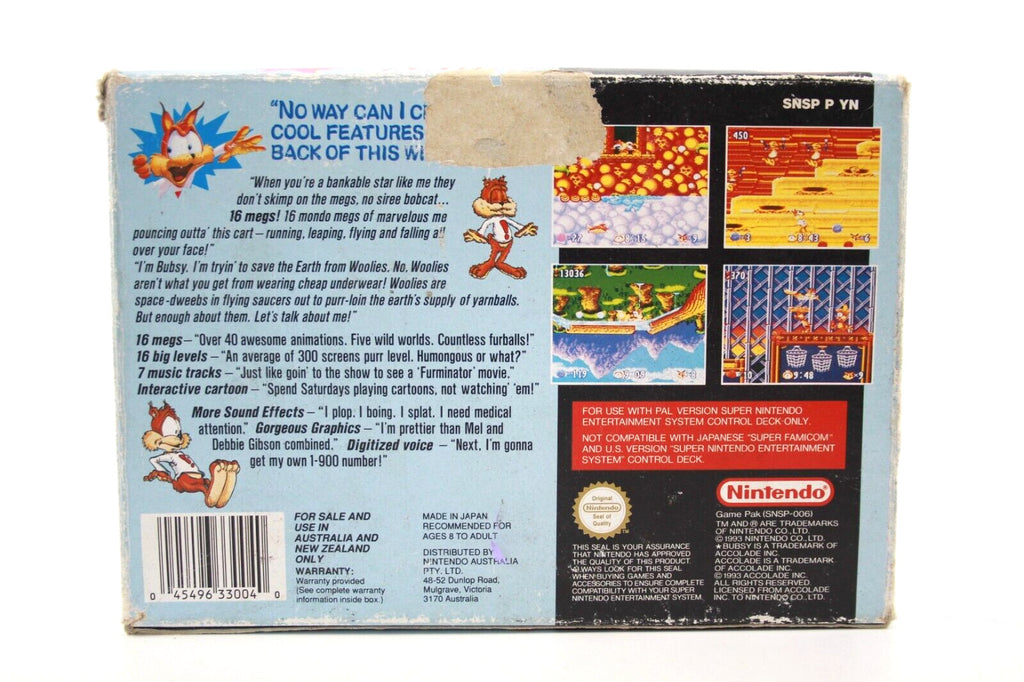 "NO WAY CAN I
COOL FEATURES
BACK OF THIS
"When you're a bankable star like me they
don't skimp on the megs, no siree bobcat...
16 megs! 16 mondo megs of marvelous me
pouncing outta' this cart – running, leaping, flying and falling all
over your face!"
"I'm Bubsy. I'm tryin' to save the Earth from Woolies. No, Woolies
aren't what you get from wearing cheap underwear! Woolies are
space-dweebs in flying saucers out to purr-loin the earth's supply of yarnballs.
But enough about them. Let's talk about me!"
16 megs– "Over 40 awesome animations. Five wild worlds. Countless furballs!"
16 big levels – "An average of 300 screens purr level. Humongous or what?"
7 music tracks – "Just like goin' to the show to see a 'Furminator' movie."
Interactive cartoon – "Spend Saturdays playing cartoons, not watching 'em!"
More Sound Effects – "I plop. I boing. I splat. I need medical
attention." Gorgeous Graphics – "I'm prettier than Mel and
Debbie Gibson combined." Digitized voice – "Next, I'm gonna
get my own 1-900 number!"
0 45496 33004 0
FOR SALE AND
USE IN
AUSTRALIA AND
NEW ZEALAND
ONLY
WARRANTY:
Warranty provided
(See complete warranty
information inside box.)
MADE IN JAPAN
RECOMMENDED FOR
AGES 8 TO ADULT
DISTRIBUTED BY
NINTENDO AUSTRALIA
PTY. LTD.
48-52 Dunlop Road,
Mulgrave, Victoria
3170 Australia
SNSP P YN
450
3 8:43 6
13036
9:48
FOR USE WITH PAL VERSION SUPER NINTENDO
ENTERTAINMENT SYSTEM CONTROL DECK ONLY.
NOT COMPATIBLE WITH JAPANESE "SUPER FAMICOM"
AND U.S. VERSION "SUPER NINTENDO ENTERTAINMENT
SYSTEM" CONTROL DECK.
Original
Nintendo
Seal of
Quality
THIS SEAL IS YOUR ASSURANCE
THAT NINTENDO HAS APPROVED
THE QUALITY OF THIS PRODUCT.
ALWAYS LOOK FOR THIS SEAL
WHEN BUYING GAMES AND
ACCESSORIES TO ENSURE COMPLETE
COMPATIBILITY WITH YOUR SUPER
NINTENDO ENTERTAINMENT SYSTEM.
Nintendo®
Game Pak (SNSP-006)
TM AND ® ARE TRADEMARKS
OF NINTENDO CO., LTD.
© 1993 NINTENDO CO., LTD.
★ BUBSY IS A TRADEMARK OF
ACCOLADE INC.
ACCOLADE IS A TRADEMARK
OF ACCOLADE INC.
© 1993 ACCOLADE INC.
ALL RIGHTS RESERVED.
LICENSED FROM ACCOLADE
INC. TO NINTENDO CO., LTD.